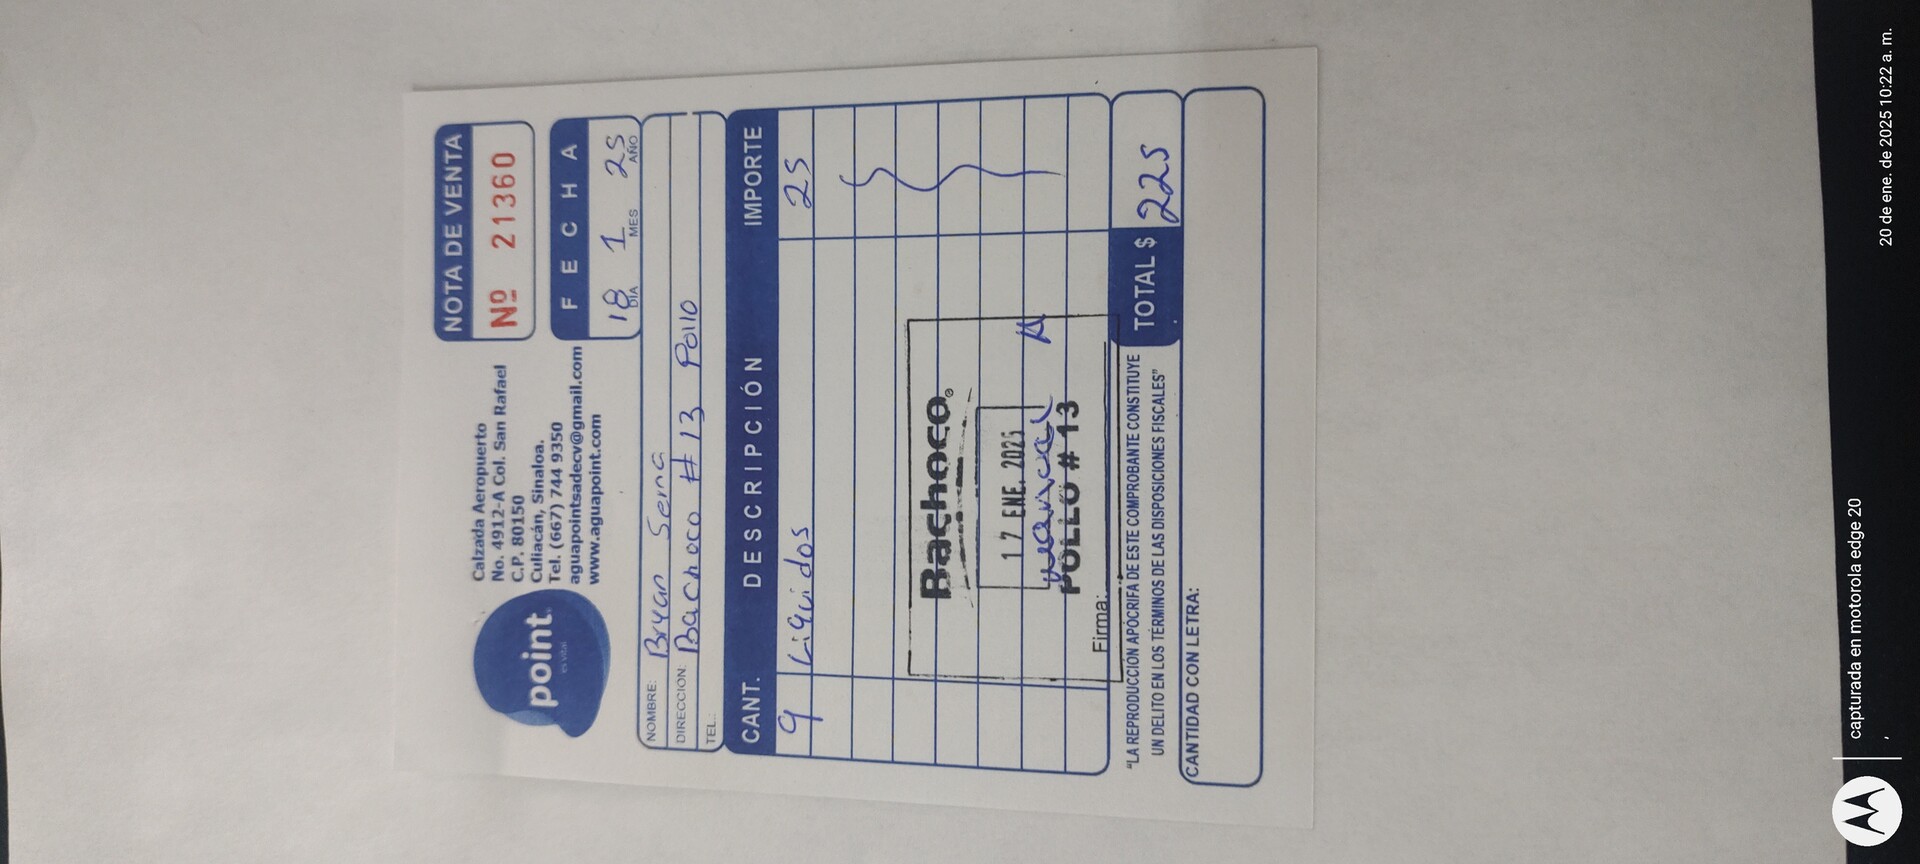 point
es vital
Calzada Aeropuerto
No. 4912-A Col. San Rafael
C.P. 80150
Culiacán, Sinaloa.
Tel. (667) 744 9350
aguapointsadecv@gmail.com
www.aguapoint.com
NOTA DE VENTA
Nº 21360
FECHA
18 1 25
DIA MES AÑO
NOMBRE: Bryan Serna
DIRECCION: Bachoco # 13 Pollo
TEL.:
CANT. DESCRIPCIÓN IMPORTE
9 Liquidos 25
Bachoco®
17 ENE. 2025
POLLO # 13
Firma:
"LA REPRODUCCIÓN APÓCRIFA DE ESTE COMPROBANTE CONSTITUYE
UN DELITO EN LOS TÉRMINOS DE LAS DISPOSICIONES FISCALES"
TOTAL $ 225
CANTIDAD CON LETRA:
capturada en motorola edge 20
,
20 de ene. de 2025 10:22 a. m.